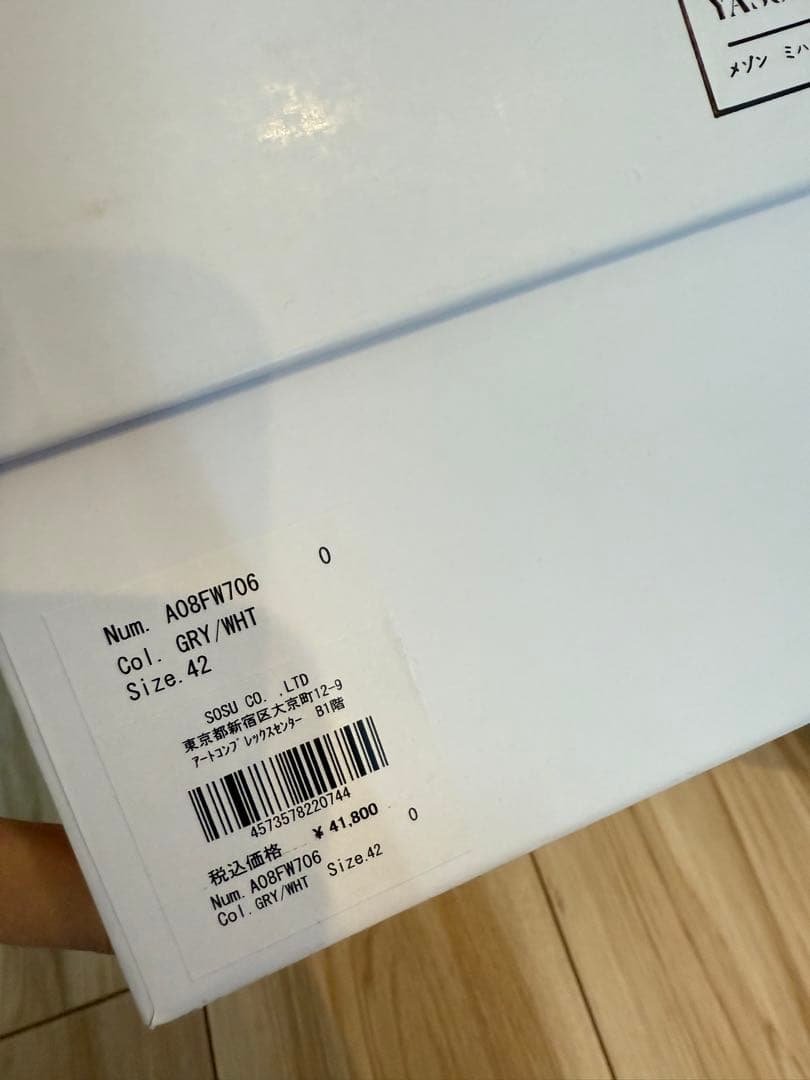 メゾン ミハ
0
Num. A08FW706
Col. GRY/WHT
Size.42
SOSU CO. .LTD
東京都新宿区大京町12-9
アートコンプレックスセンター B1階
4573578220744
税込価格 ¥ 41,800
Num. A08FW706 Size.42 0
Col. GRY/WHT